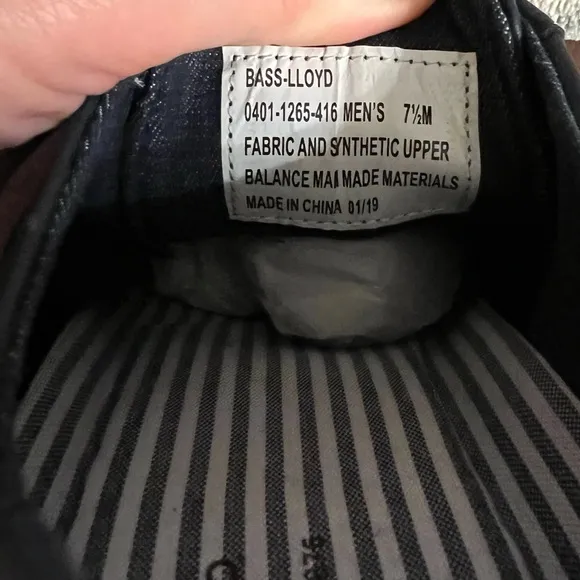 BASS-LLOYD
0401-1265-416 MEN'S 7½M
FABRIC AND SYNTHETIC UPPER
BALANCE MAN MADE MATERIALS
MADE IN CHINA 01/19